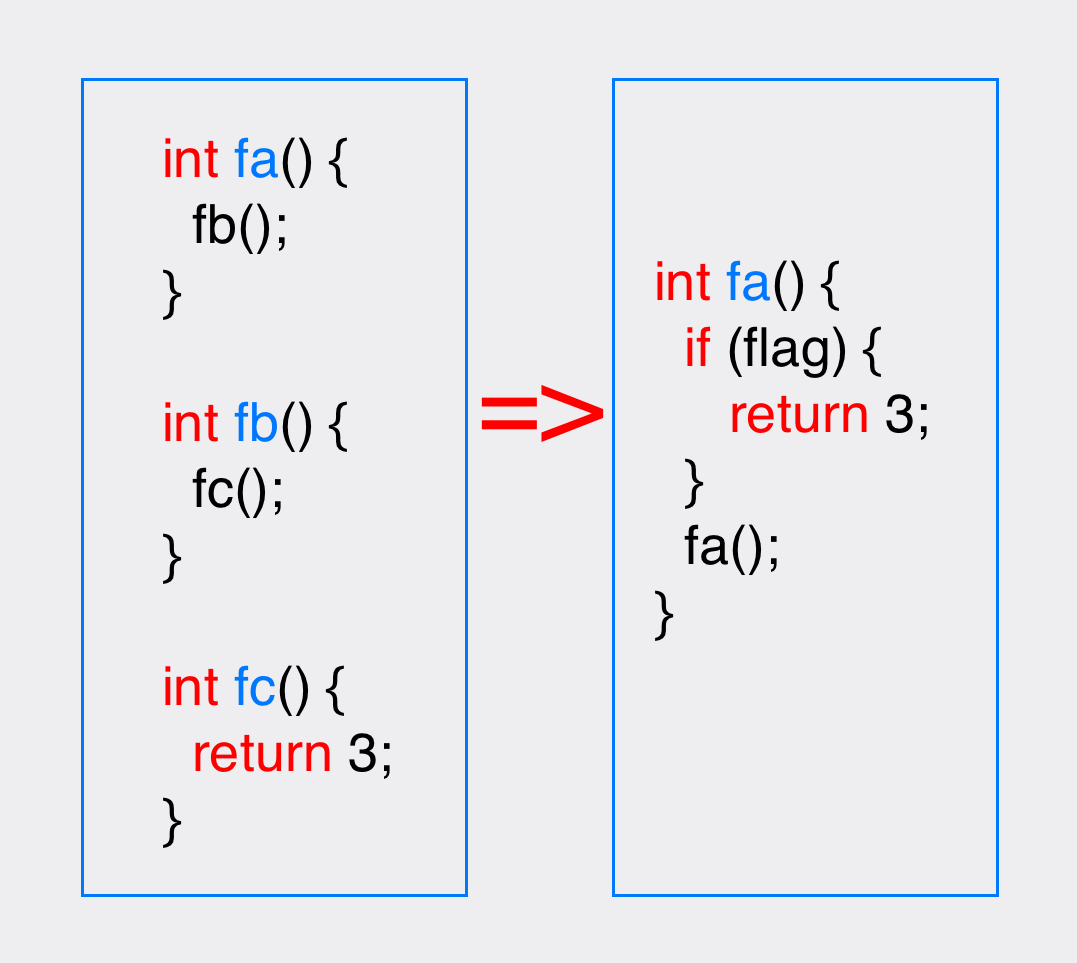 int fa() {
fb();
}
int fb() {
fc();
}
int fc() {
return 3;
}
=>
int fa() {
if (flag) {
return 3;
}
fa();
}